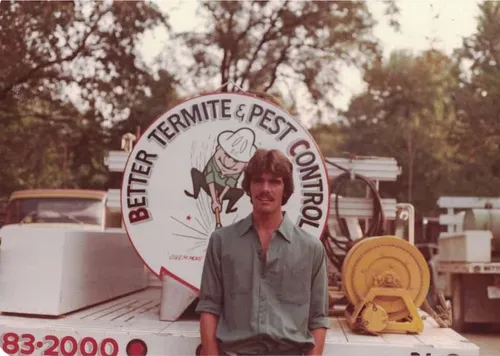 BETTER TERMITE & PEST CONTROL
83-2000